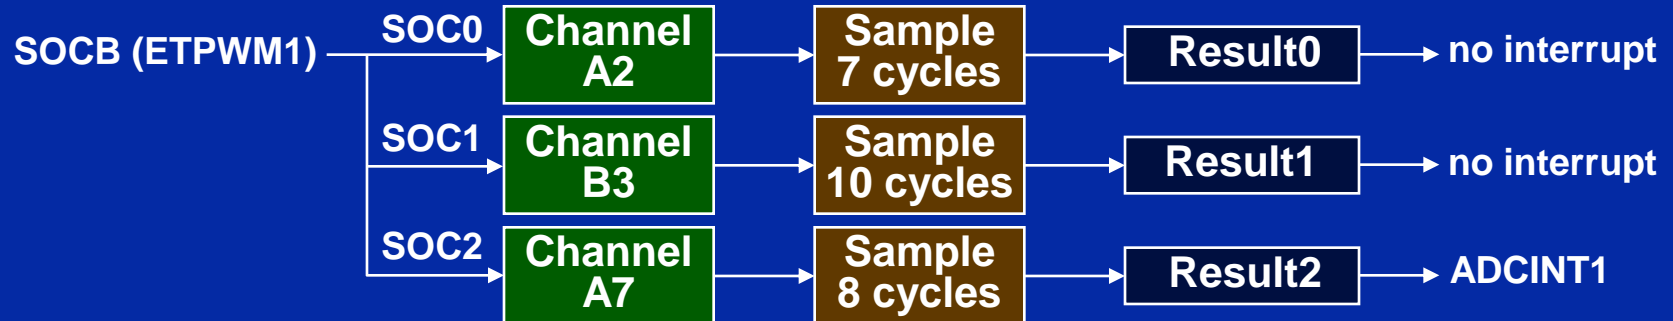 SOCB (ETPWM1)
SOC0
Channel
A2
Sample
7 cycles
Result0
no interrupt
SOC1
Channel
B3
Sample
10 cycles
Result1
no interrupt
SOC2
Channel
A7
Sample
8 cycles
Result2
ADCINT1